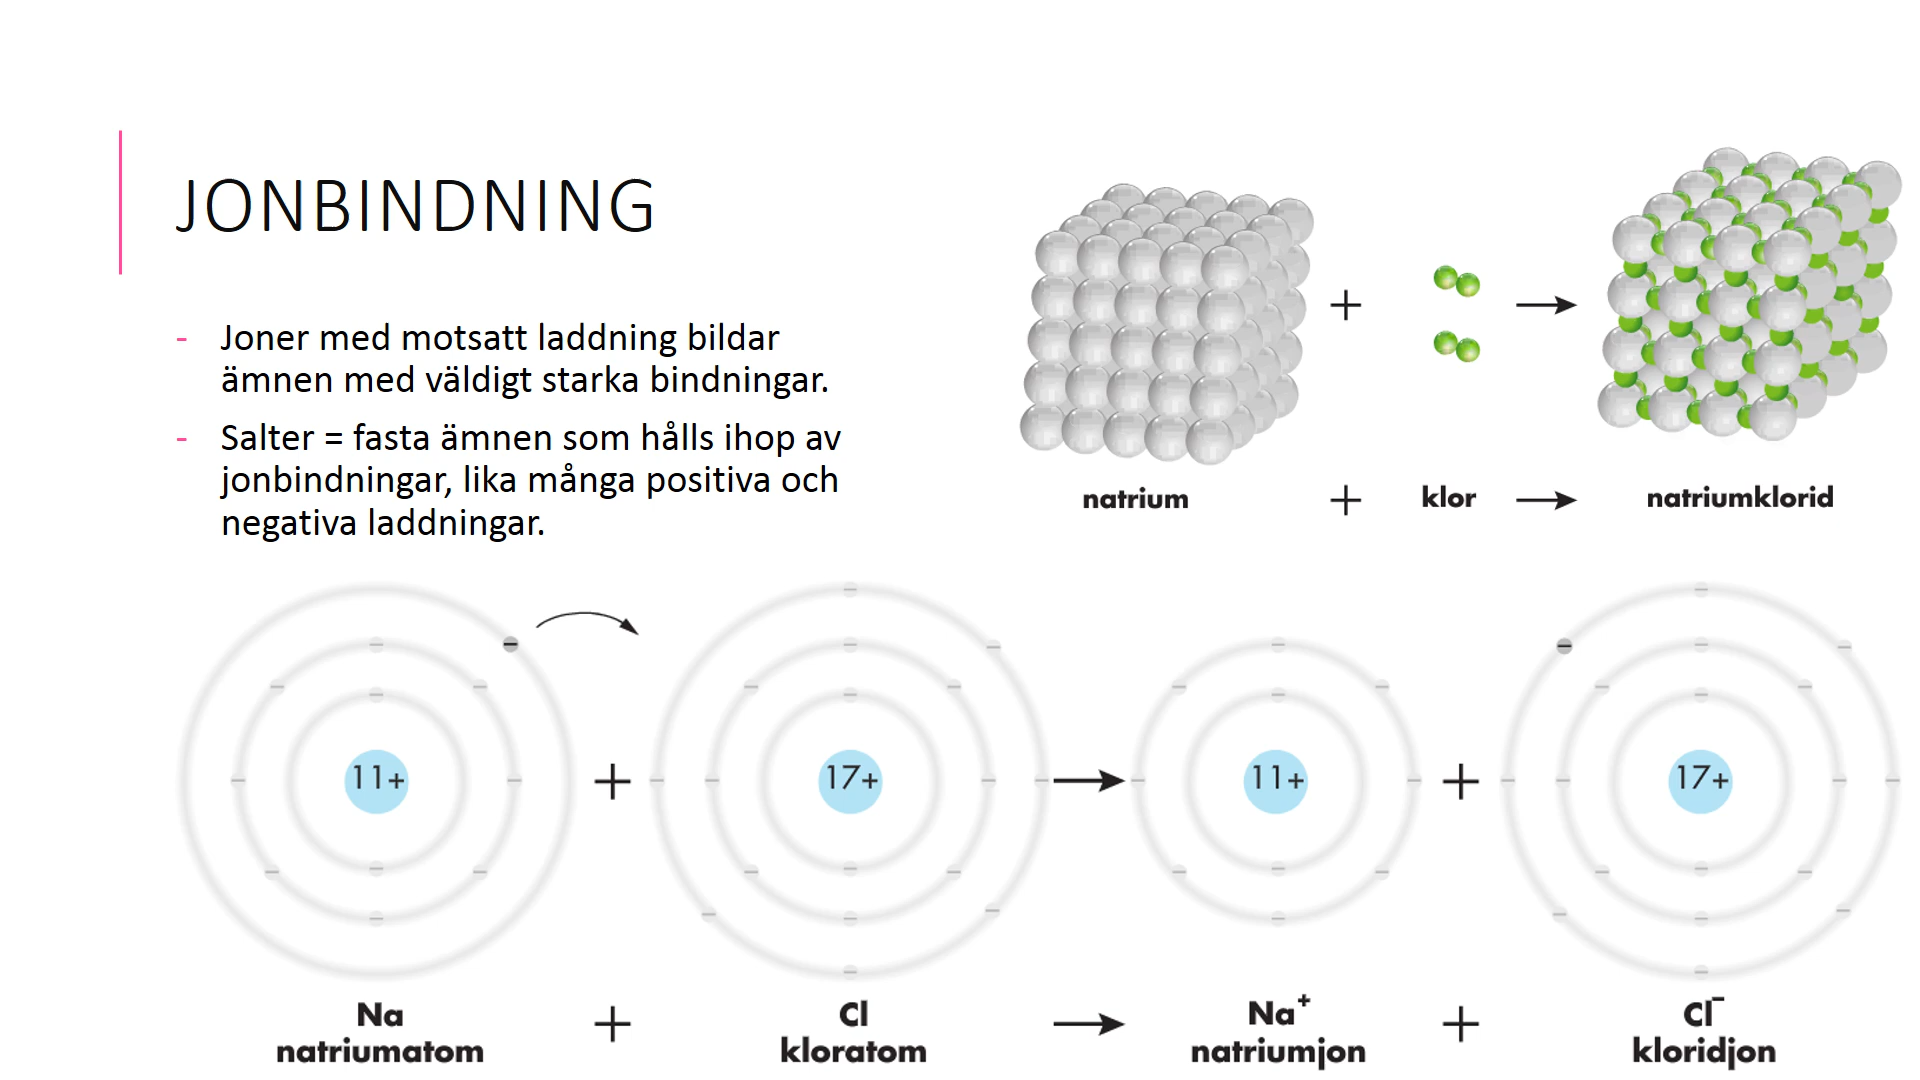 JONBINDNING
- Joner med motsatt laddning bildar
ämnen med väldigt starka bindningar.
- Salter = fasta ämnen som hålls ihop av
jonbindningar, lika många positiva och
negativa laddningar.
+ →
natrium + klor → natriumklorid
11+ + 17+ → 11+ + 17+
Na + Cl → Na⁺ + Cl⁻
natriumatom kloratom natriumjon kloridjon